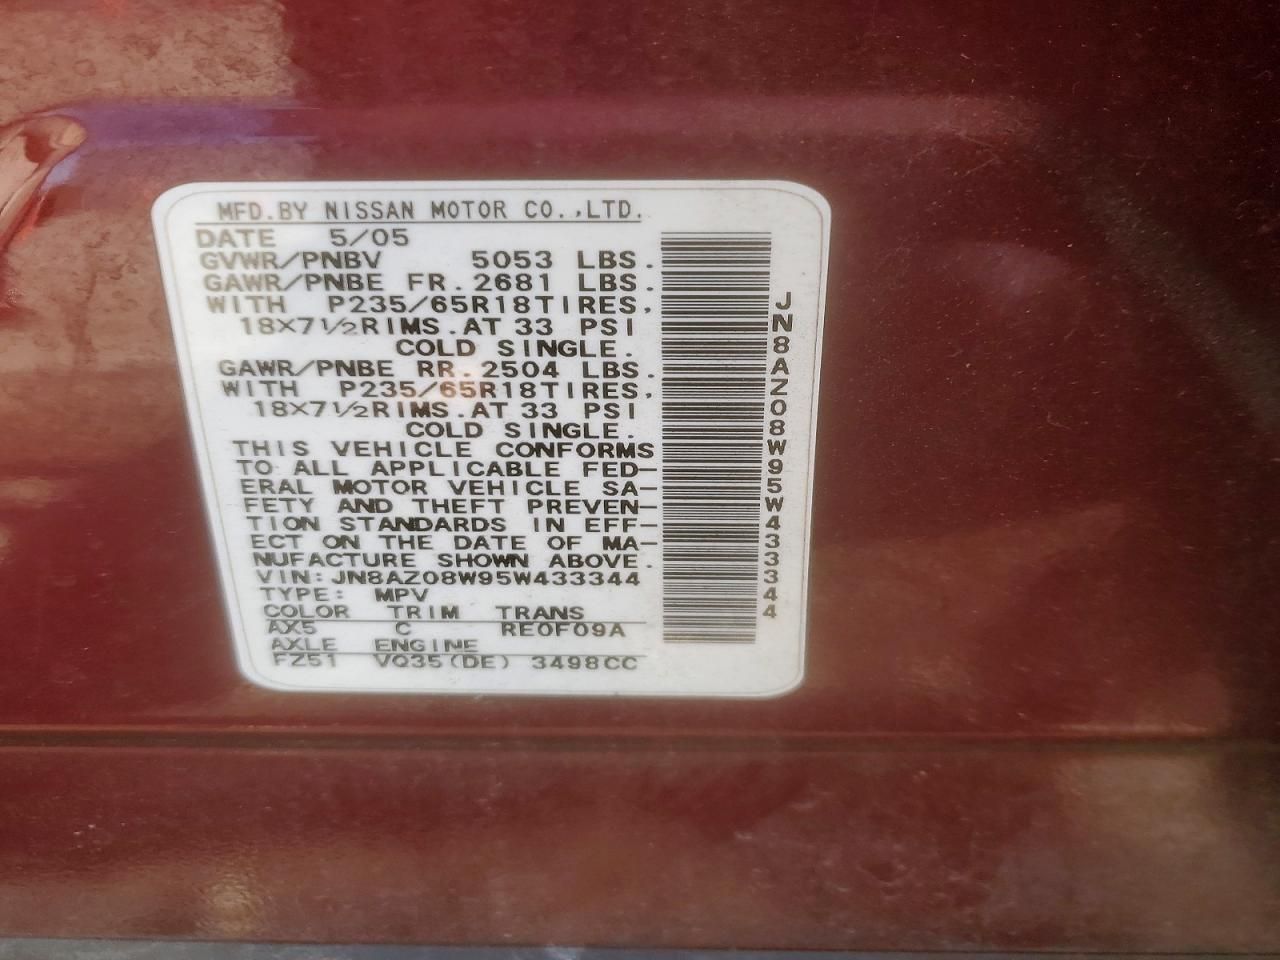 MFD.BY NISSAN MOTOR CO.,LTD.
DATE 5/05
GVWR/PNBV 5053 LBS.
GAWR/PNBE FR.2681 LBS.
WITH P235/65R18TIRES,
18X7½RIMS.AT 33 PSI
COLD SINGLE.
GAWR/PNBE RR.2504 LBS.
WITH P235/65R18TIRES,
18X7½RIMS.AT 33 PSI
COLD SINGLE.
THIS VEHICLE CONFORMS
TO ALL APPLICABLE FED-
ERAL MOTOR VEHICLE SA-
FETY AND THEFT PREVEN-
TION STANDARDS IN EFF-
ECT ON THE DATE OF MA-
NUFACTURE SHOWN ABOVE.
VIN:JN8AZ08W95W433344
TYPE: MPV
COLOR TRIM TRANS
AX5 C RE0F09A
AXLE ENGINE
FZ51 VQ35(DE) 3498CC
JN8AZ08W95W433344